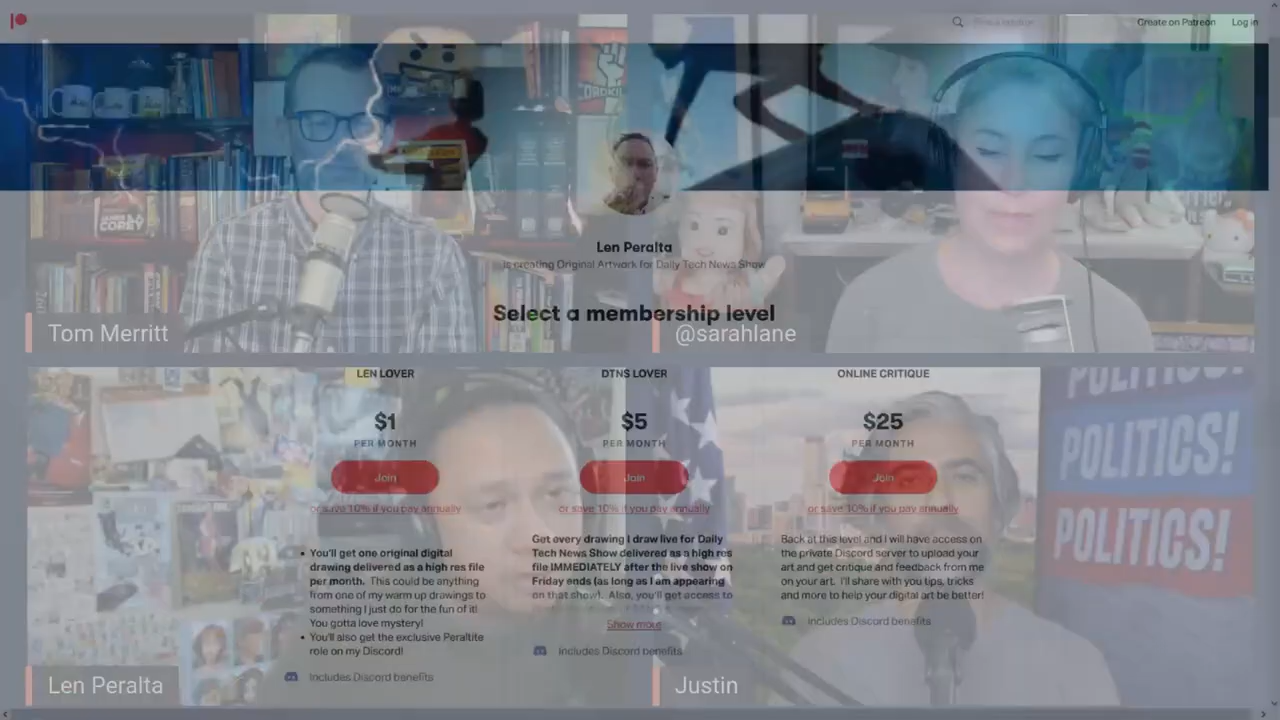 Create on Patreon
Log in
Len Peralta
is creating Original Artwork for Daily Tech News Show
Select a membership level
Tom Merritt
@sarahlane
LEN LOVER
$1
PER MONTH
Join
or save 10% if you pay annually
You'll get one original digital
drawing delivered as a high res file
per month. This could be anything
from one of my warm up drawings to
something I just do for the fun of it!
You gotta love mystery!
You'll also get the exclusive Peraltite
role on my Discord!
Includes Discord benefits
DTNS LOVER
$5
PER MONTH
Join
or save 10% if you pay annually
Get every drawing I draw live for Daily
Tech News Show delivered as a high res
file IMMEDIATELY after the live show on
Friday ends (as long as I am appearing
on that show). Also, you'll get access to
Show more
Includes Discord benefits
ONLINE CRITIQUE
$25
PER MONTH
Join
or save 10% if you pay annually
Back at this level and I will have access on
the private Discord server to upload your
art and get critique and feedback from me
on your art. I'll share with you tips, tricks
and more to help your digital art be better!
Includes Discord benefits
POLITICS!
POLITICS!
POLITICS!
Len Peralta
Justin
COREY